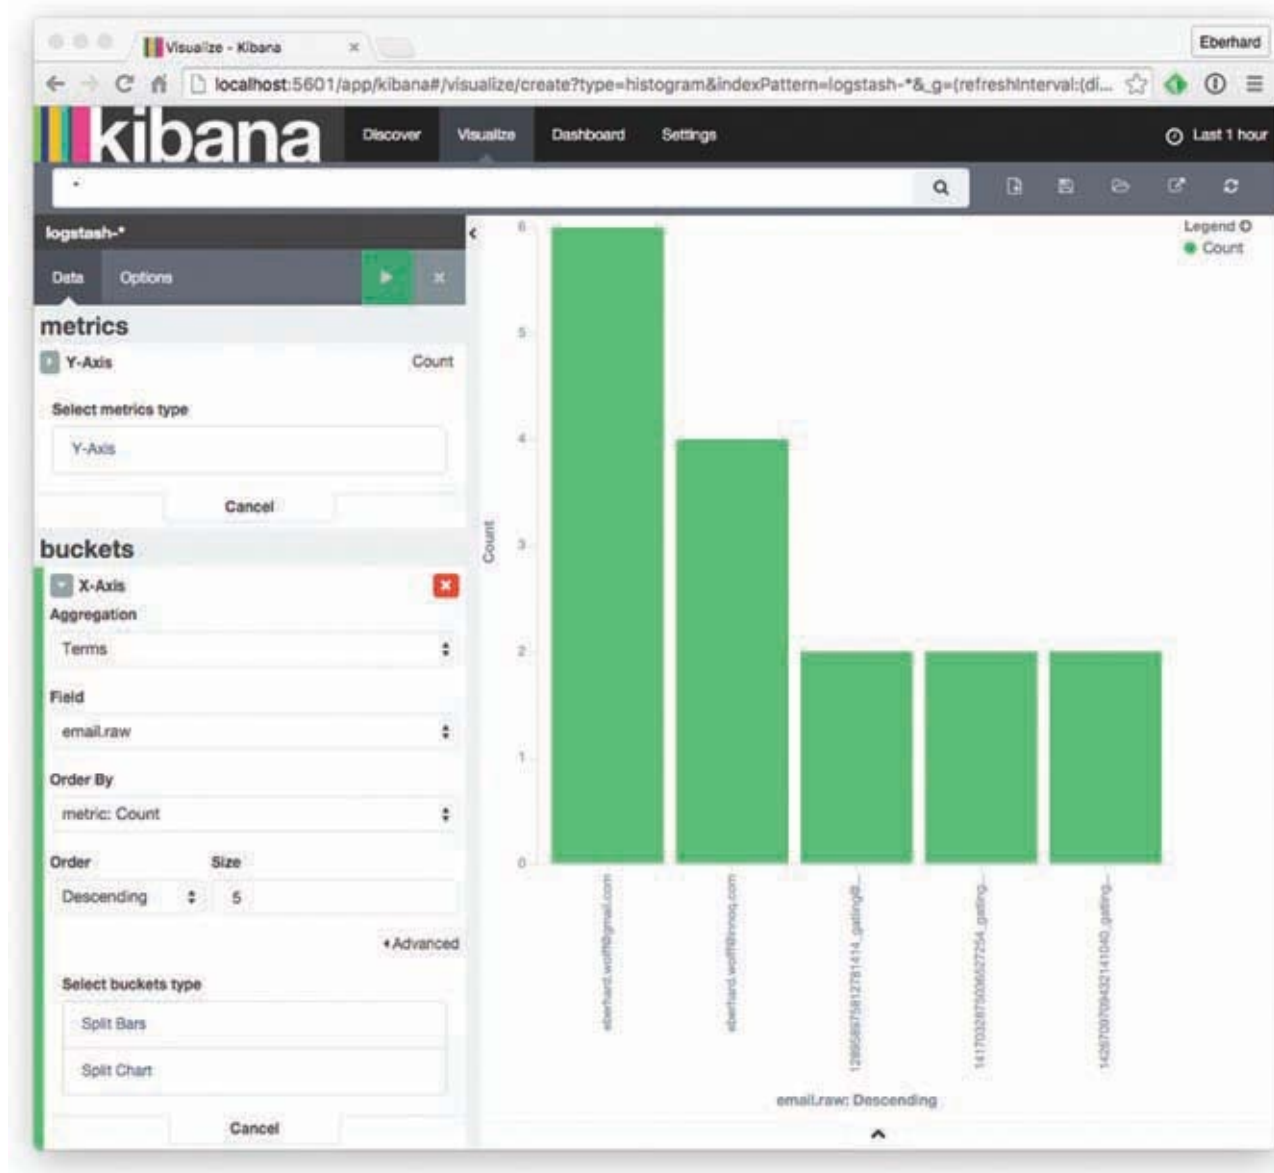 Visualize - Kibana
Eberhard
localhost:5601/app/kibana#/visualize/create?type=histogram&indexPattern=logstash-*&_g=(refreshInterval:(di...
kibana
Discover
Visualize
Dashboard
Settings
Last 1 hour
*
logstash-*
Data
Options
metrics
Y-Axis
Count
Select metrics type
Y-Axis
Cancel
buckets
X-Axis
Aggregation
Terms
Field
email.raw
Order By
metric: Count
Order
Size
Descending
5
Advanced
Select buckets type
Split Bars
Split Chart
Cancel
Legend
Count
6
5
4
3
2
1
0
Count
eberhard.wolff@gmail.com
eberhard.wolff@innoq.com
email.raw: Descending